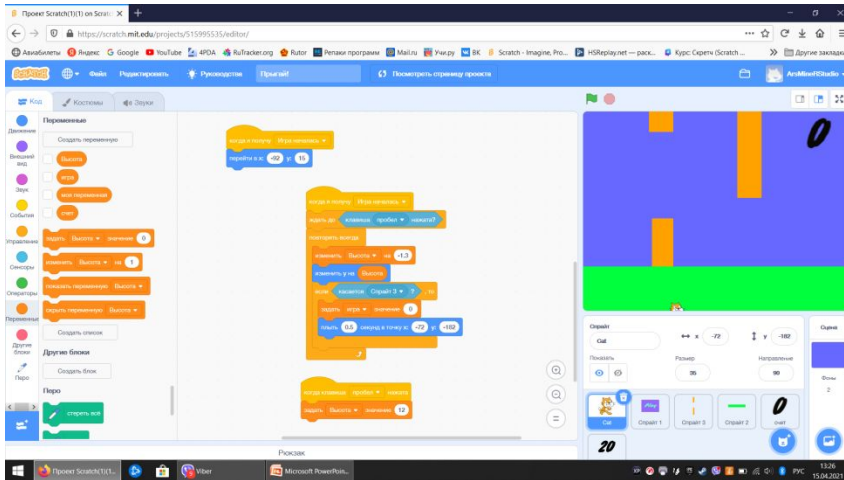 Проект Scratch(1)(1) on Scratc
https://scratch.mit.edu/projects/515995535/editor/
Авиабилеты Яндекс Google YouTube 4PDA RuTracker.org Rutor Репаки программ Mail.ru Учи.ру ВК Scratch - Imagine, Pro... HSReplay.net — раск... Курс: Скретч (Scratch ... Другие закладки
SCRATCH Файл Редактировать Руководства Прыгай! Посмотреть страницу проекта ArsMinerRStudio
Код Костюмы Звуки
Движение
Внешний вид
Звук
События
Управление
Сенсоры
Операторы
Переменные
Другие блоки
Перо
Переменные
Создать переменную
Высота
игра
моя переменная
счет
задать Высота значение 0
изменить Высота на 1
показать переменную Высота
скрыть переменную Высота
Создать список
Другие блоки
Создать блок
Перо
стереть всё
когда я получу Игра началась
перейти в x: -92 y: 15
когда я получу Игра началась
ждать до клавиша пробел нажата?
повторять всегда
изменить Высота на -1.3
изменить y на Высота
если касается Спрайт 3 ? , то
задать игра значение 0
плыть 0.5 секунд в точку x: -72 y: -182
когда клавиша пробел нажата
задать Высота значение 12
0
Спрайт
Cat x -72 y -182
Показать Размер Направление
95 90
Сцена
Фоны
2
Cat Спрайт 1 Спрайт 3 Спрайт 2 счет
20
Рюкзак
Проект Scratch(1)(1... Viber Microsoft PowerPoin... РУС 13:26
15.04.2021